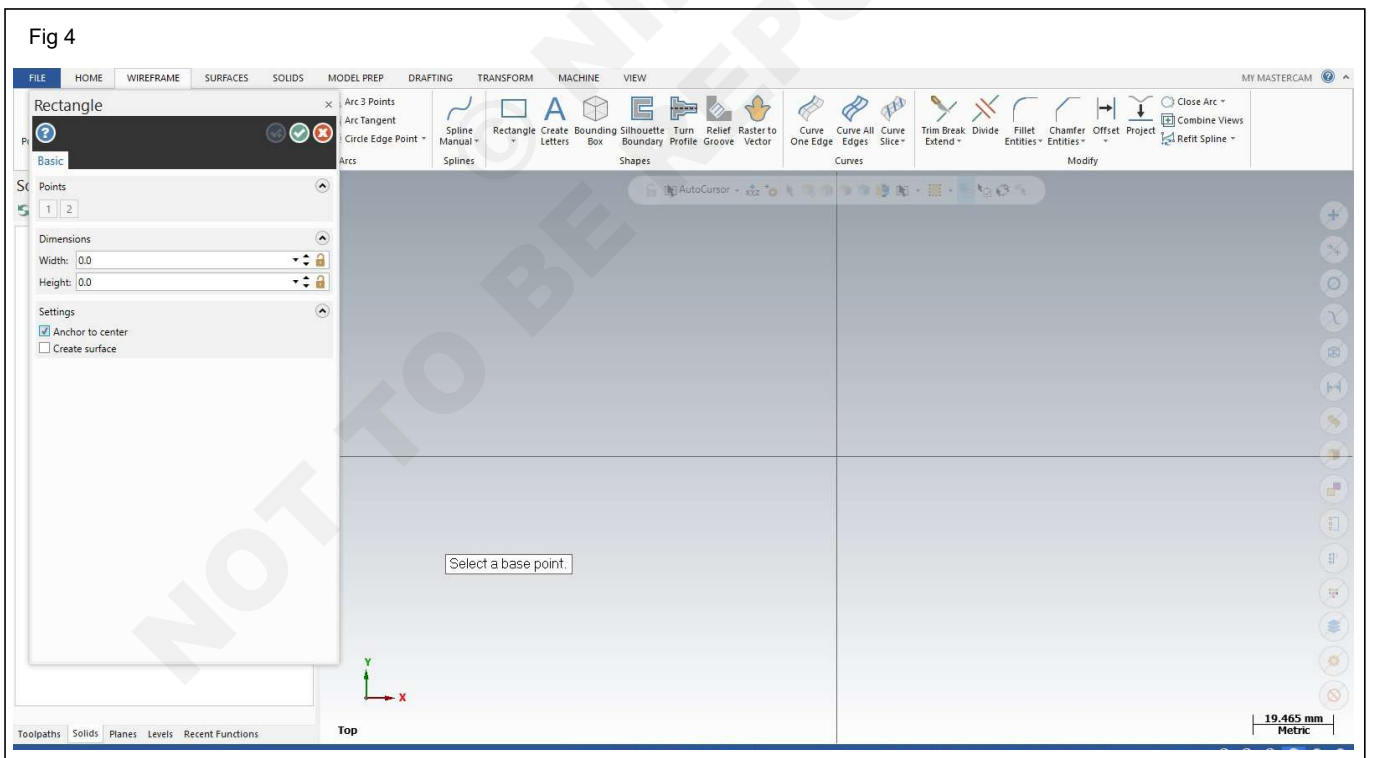 Fig 4
FILE HOME WIREFRAME SURFACES SOLIDS MODEL PREP DRAFTING TRANSFORM MACHINE VIEW MY MASTERCAM
Rectangle
Basic
Points
1 2
Dimensions
Width: 0.0
Height: 0.0
Settings
Anchor to center
Create surface
Arc 3 Points
Arc Tangent
Circle Edge Point
Arcs
Spline
Manual
Splines
Rectangle Create Bounding Silhouette Turn Relief Raster to
Letters Box Boundary Profile Groove Vector
Shapes
Curve Curve All Curve
One Edge Edges Slice
Curves
Trim Break Divide Fillet Chamfer Offset Project
Extend Entities Entities
Close Arc
Combine Views
Refit Spline
Modify
AutoCursor
Select a base point.
Y
X
Top
19.465 mm
Metric
Toolpaths Solids Planes Levels Recent Functions
NOT TO BE